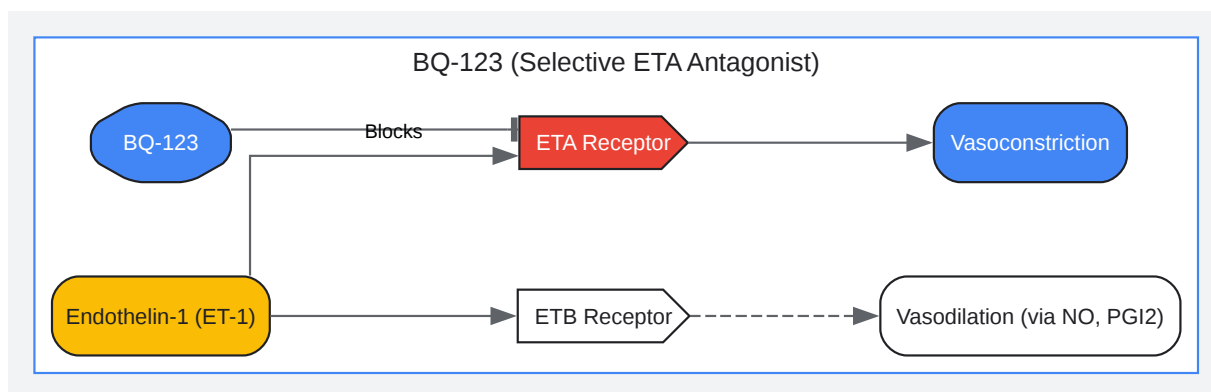 BQ-123 (Selective ETA Antagonist)
BQ-123
Blocks
ETA Receptor
Vasoconstriction
Endothelin-1 (ET-1)
ETB Receptor
Vasodilation (via NO, PGI2)